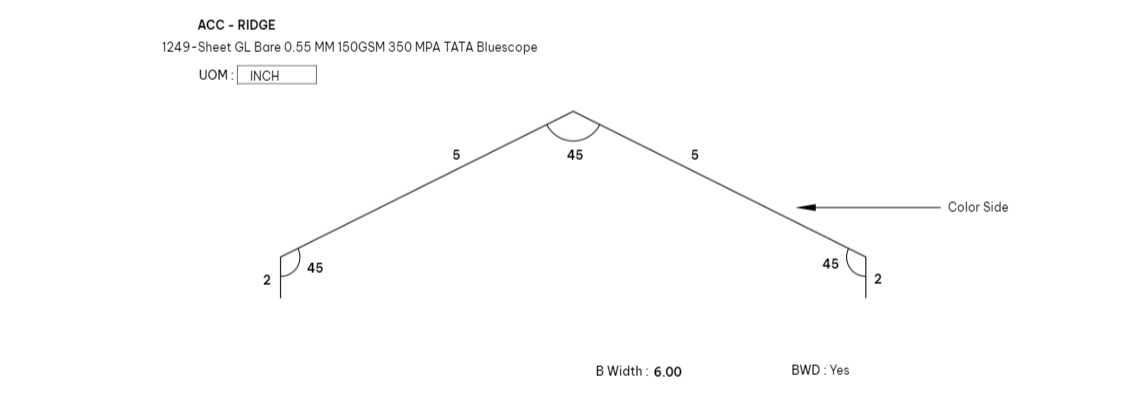 ACC - RIDGE
1249-Sheet GL Bare 0.55 MM 150GSM 350 MPA TATA Bluescope
UOM : INCH
5 45 5
Color Side
2 45 45 2
B Width : 6.00 BWD : Yes